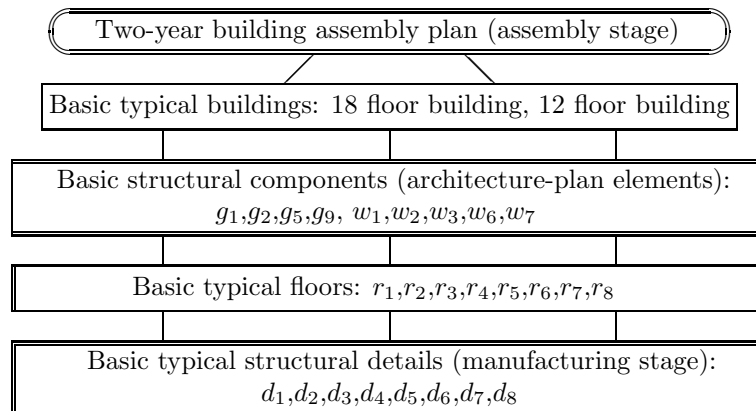 Two-year building assembly plan (assembly stage)
Basic typical buildings: 18 floor building, 12 floor building
Basic structural components (architecture-plan elements):
g₁,g₂,g₅,g₉, w₁,w₂,w₃,w₆,w₇
Basic typical floors: r₁,r₂,r₃,r₄,r₅,r₆,r₇,r₈
Basic typical structural details (manufacturing stage):
d₁,d₂,d₃,d₄,d₅,d₆,d₇,d₈